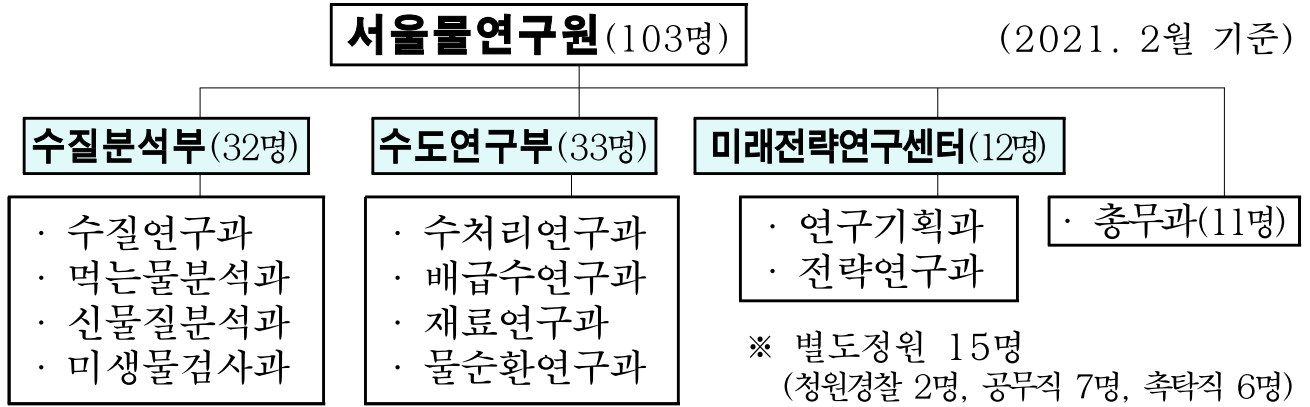 서울물연구원(103명)
(2021. 2월 기준)
수질분석부(32명)
수도연구부(33명)
미래전략연구센터(12명)
· 수질연구과
· 먹는물분석과
· 신물질분석과
· 미생물검사과
· 수처리연구과
· 배급수연구과
· 재료연구과
· 물순환연구과
· 연구기획과
· 전략연구과
· 총무과(11명)
※ 별도정원 15명
(청원경찰 2명, 공무직 7명, 촉탁직 6명)